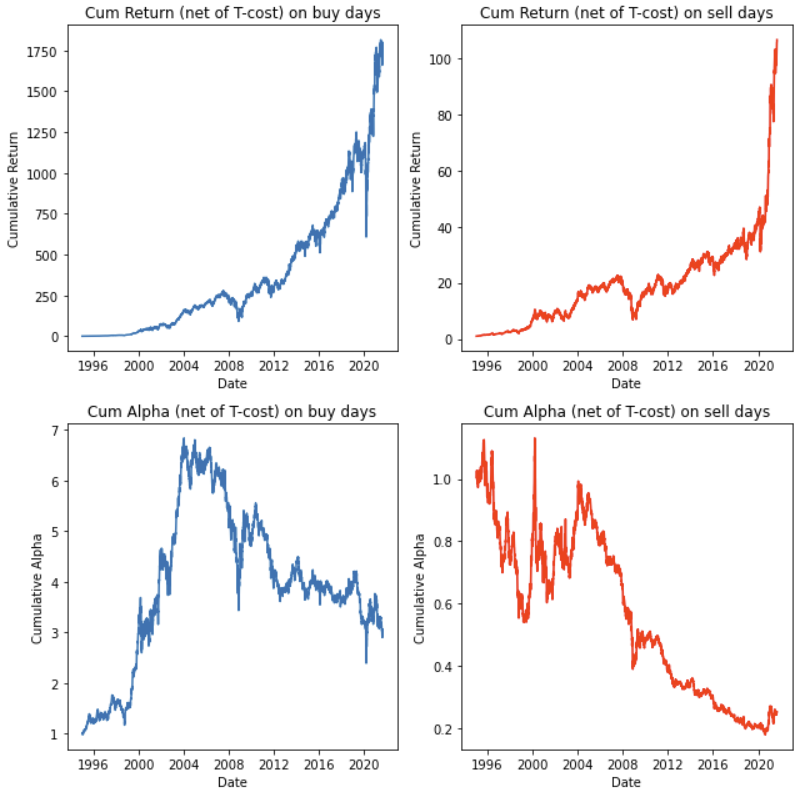 Cum Return (net of T-cost) on buy days
Cumulative Return
1750
1500
1250
1000
750
500
250
0
1996 2000 2004 2008 2012 2016 2020
Date
Cum Return (net of T-cost) on sell days
Cumulative Return
100
80
60
40
20
0
1996 2000 2004 2008 2012 2016 2020
Date
Cum Alpha (net of T-cost) on buy days
Cumulative Alpha
7
6
5
4
3
2
1
1996 2000 2004 2008 2012 2016 2020
Date
Cum Alpha (net of T-cost) on sell days
Cumulative Alpha
1.0
0.8
0.6
0.4
0.2
1996 2000 2004 2008 2012 2016 2020
Date